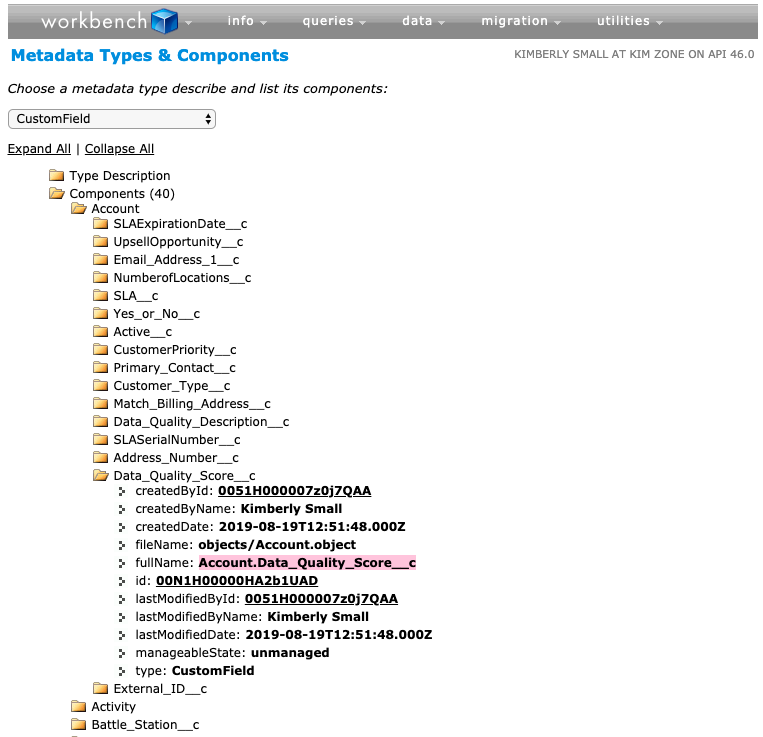 workbench info queries data migration utilities
Metadata Types & Components KIMBERLY SMALL AT KIM ZONE ON API 46.0
Choose a metadata type describe and list its components:
CustomField
Expand All | Collapse All
Type Description
Components (40)
Account
SLAExpirationDate__c
UpsellOpportunity__c
Email_Address_1__c
NumberofLocations__c
SLA__c
Yes_or_No__c
Active__c
CustomerPriority__c
Primary_Contact__c
Customer_Type__c
Match_Billing_Address__c
Data_Quality_Description__c
SLASerialNumber__c
Address_Number__c
Data_Quality_Score__c
createdById: 0051H000007z0j7QAA
createdByName: Kimberly Small
createdDate: 2019-08-19T12:51:48.000Z
fileName: objects/Account.object
fullName: Account.Data_Quality_Score__c
id: 00N1H00000HA2b1UAD
lastModifiedById: 0051H000007z0j7QAA
lastModifiedByName: Kimberly Small
lastModifiedDate: 2019-08-19T12:51:48.000Z
manageableState: unmanaged
type: CustomField
External_ID__c
Activity
Battle_Station__c